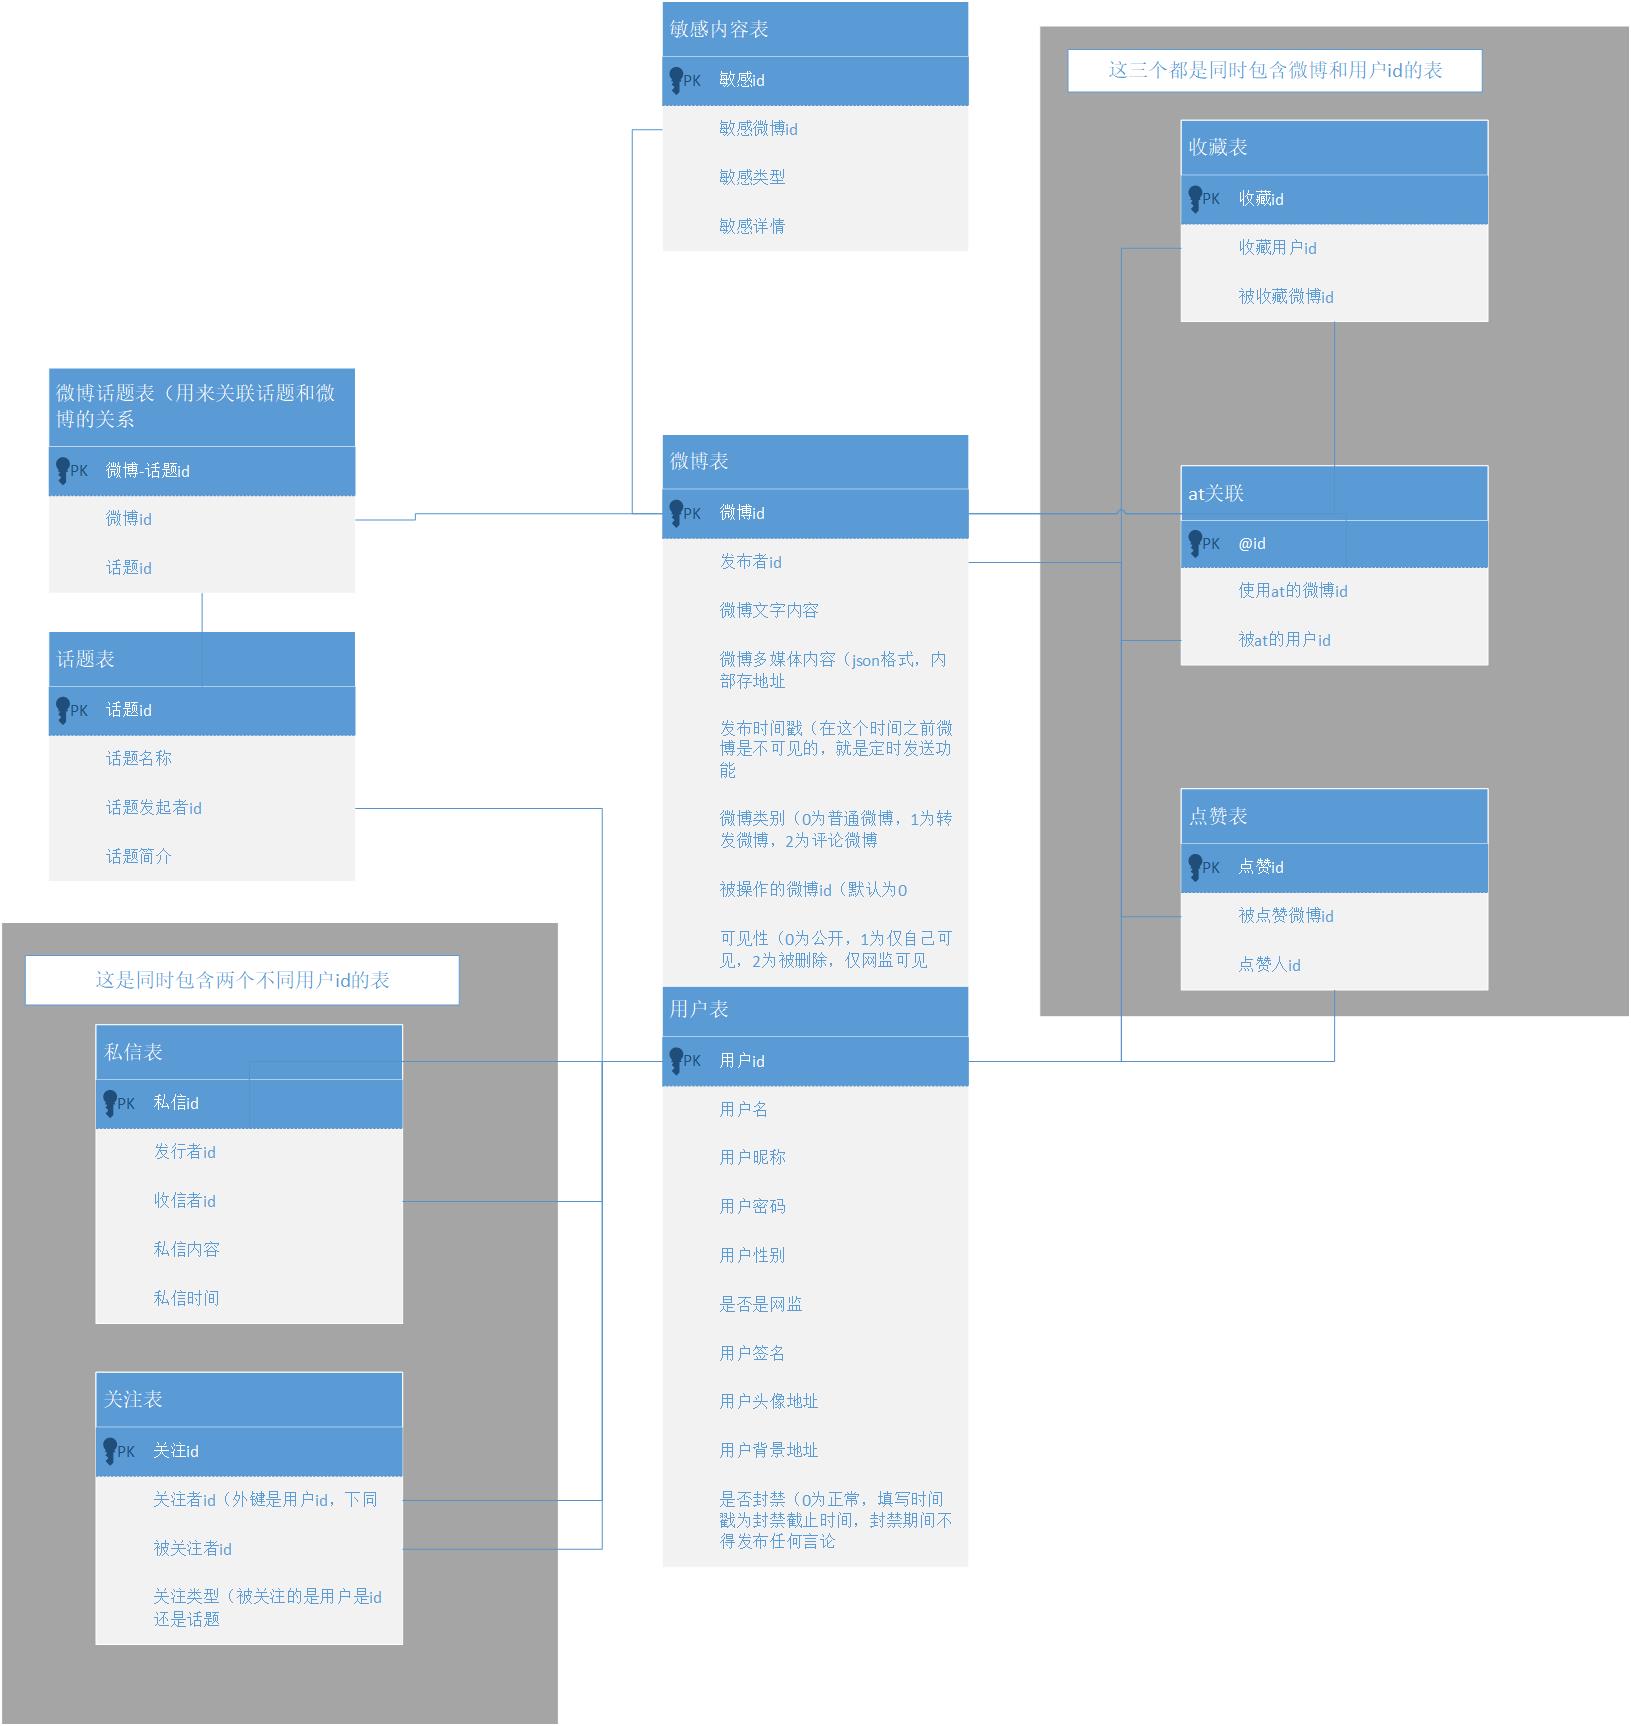 敏感内容表
PK 敏感id
敏感微博id
敏感类型
敏感详情
这三个都是同时包含微博和用户id的表
收藏表
PK 收藏id
收藏用户id
被收藏微博id
微博话题表（用来关联话题和微
博的关系
PK 微博-话题id
微博id
话题id
微博表
PK 微博id
发布者id
微博文字内容
微博多媒体内容（json格式，内
部存地址
发布时间戳（在这个时间之前微
博是不可见的，就是定时发送功
能
微博类别（0为普通微博，1为转
发微博，2为评论微博
被操作的微博id（默认为0
可见性（0为公开，1为仅自己可
见，2为被删除，仅网监可见
at关联
PK @id
使用at的微博id
被at的用户id
话题表
PK 话题id
话题名称
话题发起者id
话题简介
点赞表
PK 点赞id
被点赞微博id
点赞人id
这是同时包含两个不同用户id的表
私信表
PK 私信id
发行者id
收信者id
私信内容
私信时间
用户表
PK 用户id
用户名
用户昵称
用户密码
用户性别
是否是网监
用户签名
用户头像地址
用户背景地址
是否封禁（0为正常，填写时间
戳为封禁截止时间，封禁期间不
得发布任何言论
关注表
PK 关注id
关注者id（外键是用户id，下同
被关注者id
关注类型（被关注的是用户是id
还是话题